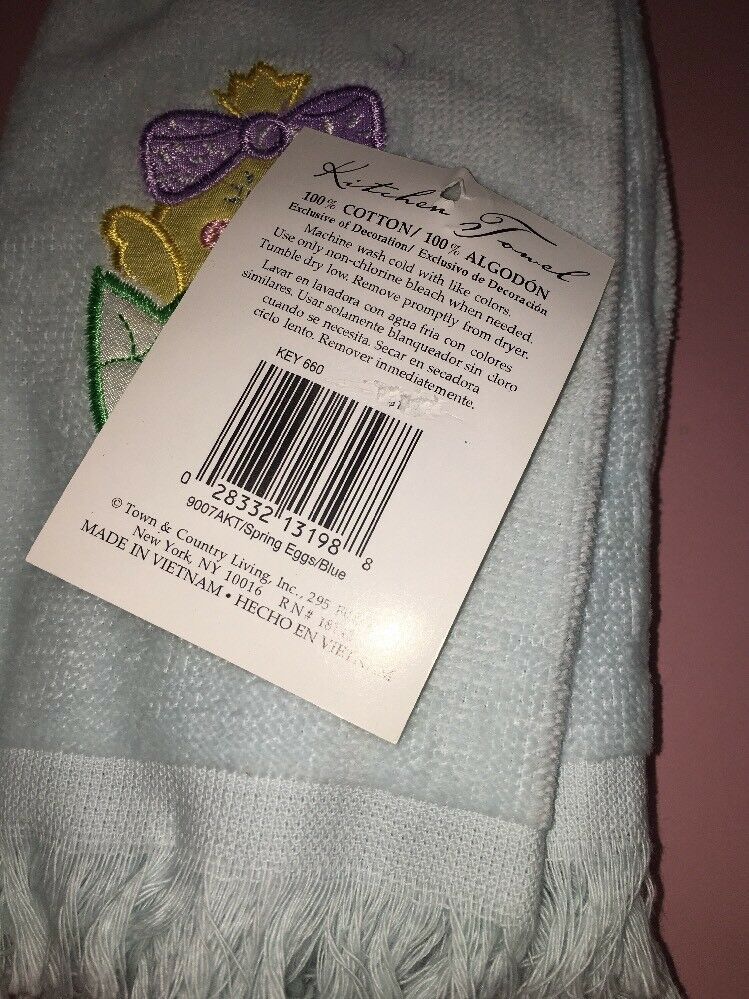 Kitchen Towel
100% COTTON/ 100% ALGODÓN
Exclusive of Decoration/ Exclusivo de Decoración
Machine wash cold with like colors.
Use only non-chlorine bleach when needed.
Tumble dry low. Remove promptly from dryer.
Lavar en lavadora con agua fria con colores
similares. Usar solamente blanqueador sin cloro
cuando se necesita. Secar en secadora
ciclo lento. Remover inmediatemente.
KEY 660
0 28332 13198 8
9007AKT/Spring Eggs/Blue
© Town & Country Living, Inc., 295
New York, NY 10016 RN#
MADE IN VIETNAM • HECHO EN VIETNAM